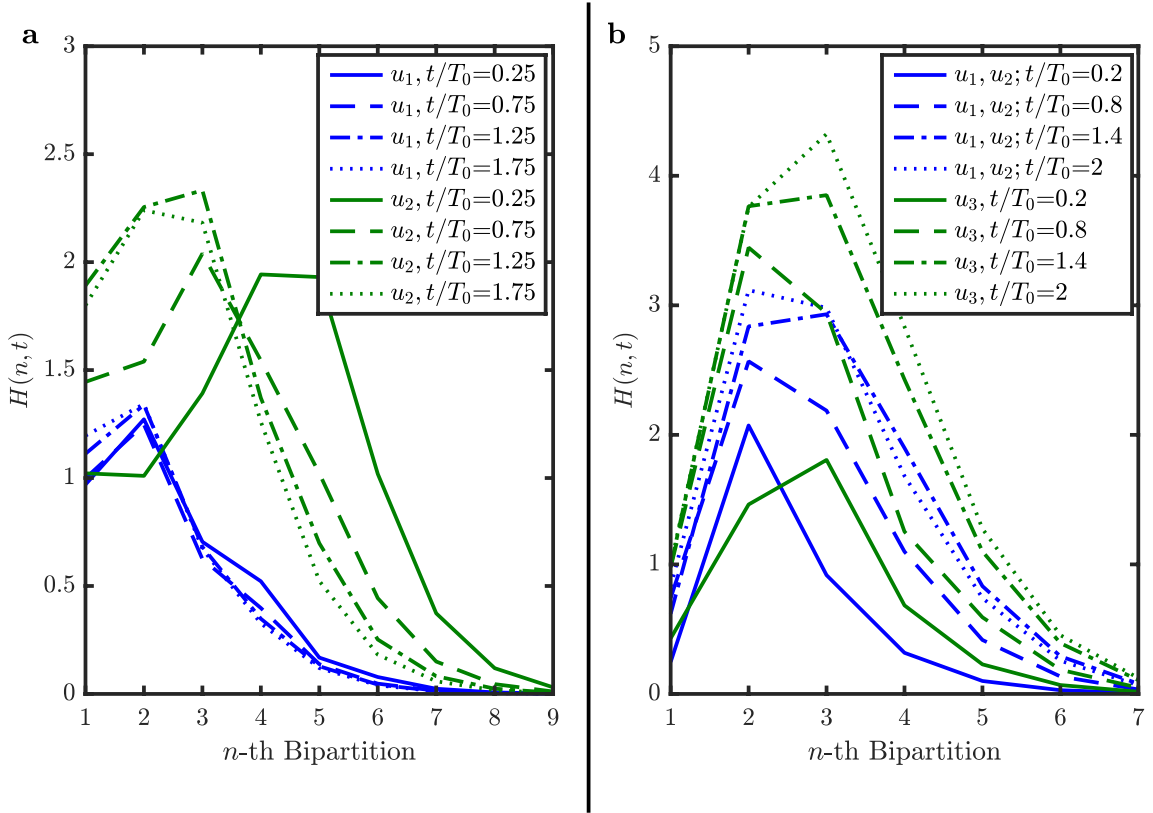 a
3
2.5
2
1.5
1
0.5
0
H(n, t)
1 2 3 4 5 6 7 8 9
n-th Bipartition
u₁, t/T₀=0.25
u₁, t/T₀=0.75
u₁, t/T₀=1.25
u₁, t/T₀=1.75
u₂, t/T₀=0.25
u₂, t/T₀=0.75
u₂, t/T₀=1.25
u₂, t/T₀=1.75
b
5
4
3
2
1
0
H(n, t)
1 2 3 4 5 6 7
n-th Bipartition
u₁, u₂; t/T₀=0.2
u₁, u₂; t/T₀=0.8
u₁, u₂; t/T₀=1.4
u₁, u₂; t/T₀=2
u₃, t/T₀=0.2
u₃, t/T₀=0.8
u₃, t/T₀=1.4
u₃, t/T₀=2